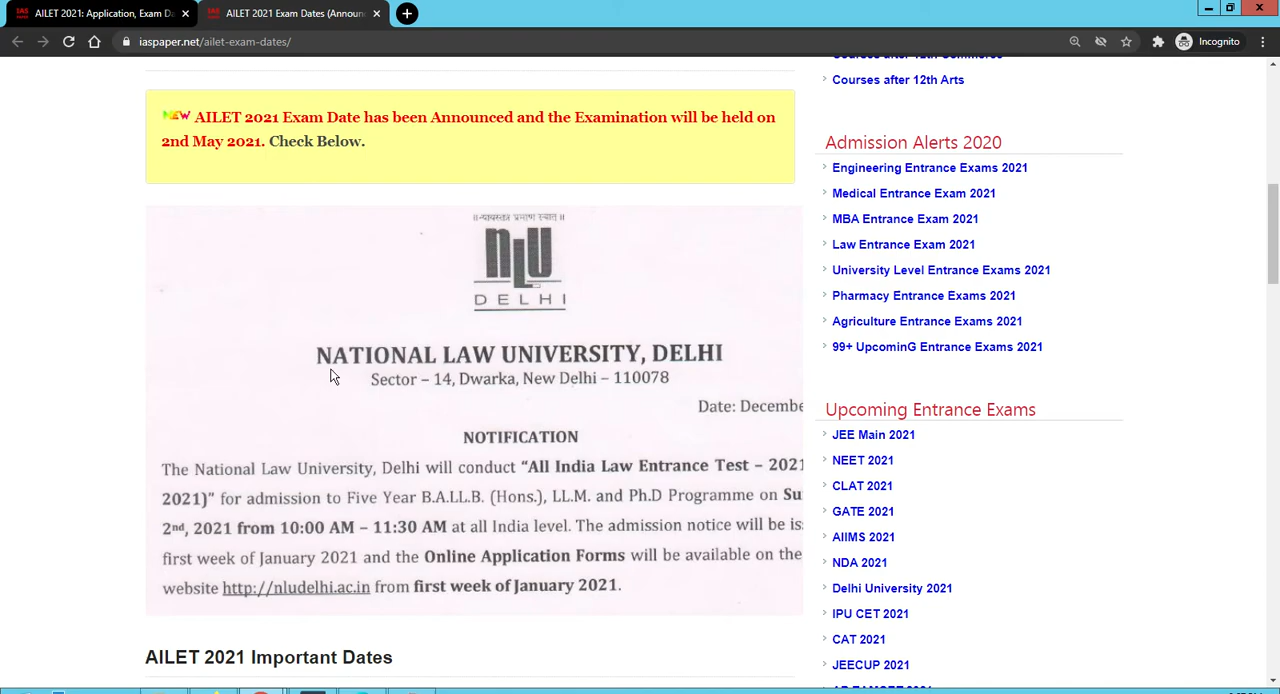 AILET 2021: Application, Exam Da
AILET 2021 Exam Dates (Announ
iaspaper.net/ailet-exam-dates/
Incognito
NEW AILET 2021 Exam Date has been Announced and the Examination will be held on
2nd May 2021. Check Below.
॥न्यायस्तत्र प्रमाणं स्यात्॥
NLU
DELHI
NATIONAL LAW UNIVERSITY, DELHI
Sector – 14, Dwarka, New Delhi – 110078
Date: Decembe
NOTIFICATION
The National Law University, Delhi will conduct “All India Law Entrance Test – 2021
2021)” for admission to Five Year B.A.LL.B. (Hons.), LL.M. and Ph.D Programme on Su
2nd, 2021 from 10:00 AM – 11:30 AM at all India level. The admission notice will be is
first week of January 2021 and the Online Application Forms will be available on the
website http://nludelhi.ac.in from first week of January 2021.
AILET 2021 Important Dates
Courses after 12th Commerce
Courses after 12th Arts
Admission Alerts 2020
Engineering Entrance Exams 2021
Medical Entrance Exam 2021
MBA Entrance Exam 2021
Law Entrance Exam 2021
University Level Entrance Exams 2021
Pharmacy Entrance Exams 2021
Agriculture Entrance Exams 2021
99+ UpcominG Entrance Exams 2021
Upcoming Entrance Exams
JEE Main 2021
NEET 2021
CLAT 2021
GATE 2021
AIIMS 2021
NDA 2021
Delhi University 2021
IPU CET 2021
CAT 2021
JEECUP 2021